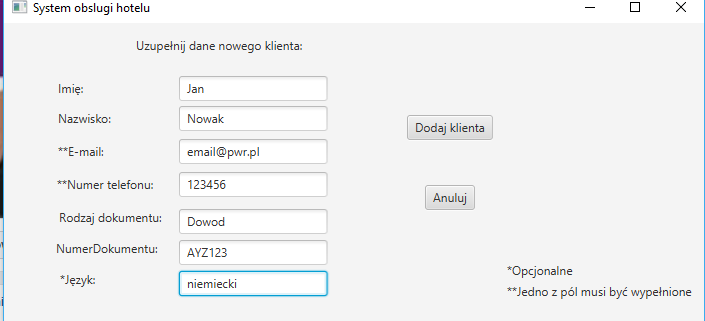 System obslugi hotelu
Uzupełnij dane nowego klienta:
Imię: Jan
Nazwisko: Nowak
Dodaj klienta
**E-mail: email@pwr.pl
**Numer telefonu: 123456
Anuluj
Rodzaj dokumentu: Dowod
NumerDokumentu: AYZ123
*Język: niemiecki
*Opcjonalne
**Jedno z pól musi być wypełnione